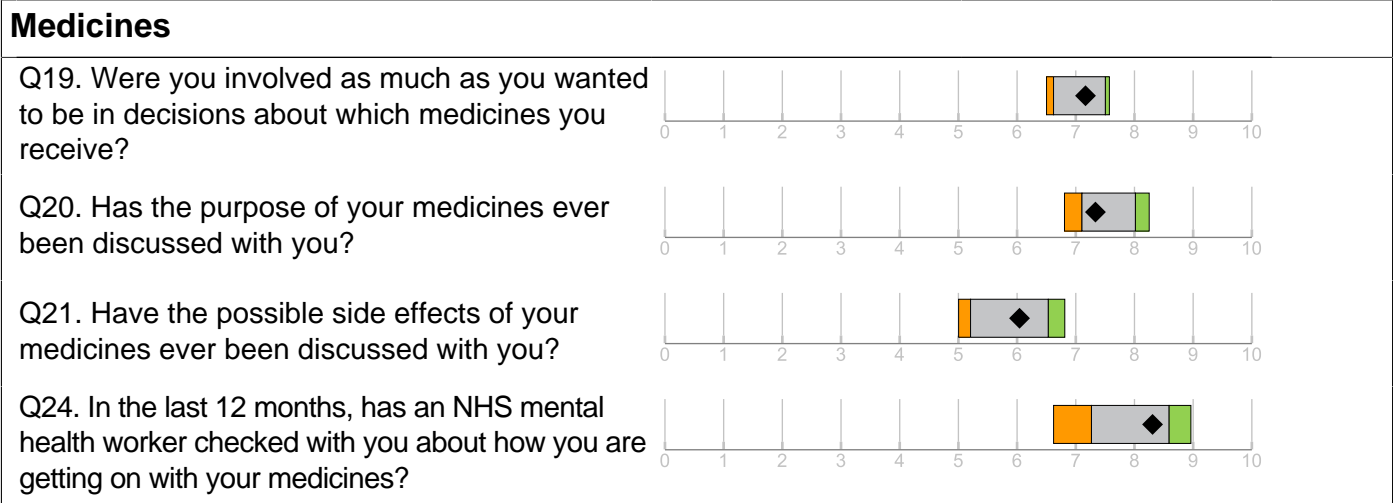 Medicines
Q19. Were you involved as much as you wanted
to be in decisions about which medicines you
receive?
0 1 2 3 4 5 6 7 8 9 10
Q20. Has the purpose of your medicines ever
been discussed with you?
0 1 2 3 4 5 6 7 8 9 10
Q21. Have the possible side effects of your
medicines ever been discussed with you?
0 1 2 3 4 5 6 7 8 9 10
Q24. In the last 12 months, has an NHS mental
health worker checked with you about how you are
getting on with your medicines?
0 1 2 3 4 5 6 7 8 9 10